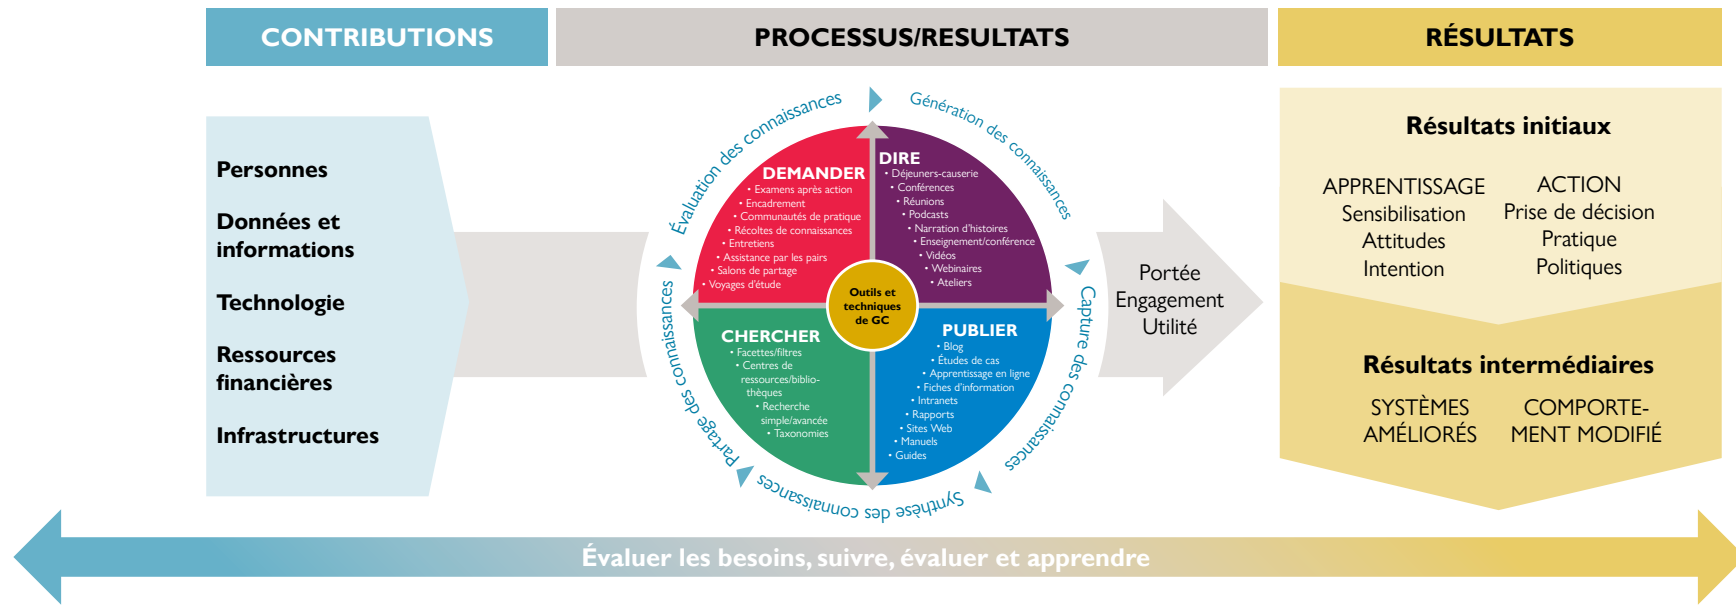 CONTRIBUTIONS
PROCESSUS/RESULTATS
RÉSULTATS
Personnes
Données et
informations
Technologie
Ressources
financières
Infrastructures
Évaluation des connaissances
Génération des connaissances
Capture des connaissances
Synthèse des connaissances
Partage des connaissances
DEMANDER
• Examens après action
• Encadrement
• Communautés de pratique
• Récoltes de connaissances
• Entretiens
• Assistance par les pairs
• Salons de partage
• Voyages d'étude
DIRE
• Déjeuners-causerie
• Conférences
• Réunions
• Podcasts
• Narration d'histoires
• Enseignement/conférence
• Vidéos
• Webinaires
• Ateliers
Outils et
techniques
de GC
CHERCHER
• Facettes/filtres
• Centres de
ressources/biblio-
thèques
• Recherche
simple/avancée
• Taxonomies
PUBLIER
• Blog
• Études de cas
• Apprentissage en ligne
• Fiches d'information
• Intranets
• Rapports
• Sites Web
• Manuels
• Guides
Portée
Engagement
Utilité
Résultats initiaux
APPRENTISSAGE
Sensibilisation
Attitudes
Intention
ACTION
Prise de décision
Pratique
Politiques
Résultats intermédiaires
SYSTÈMES
AMÉLIORÉS
COMPORTE-
MENT MODIFIÉ
Évaluer les besoins, suivre, évaluer et apprendre